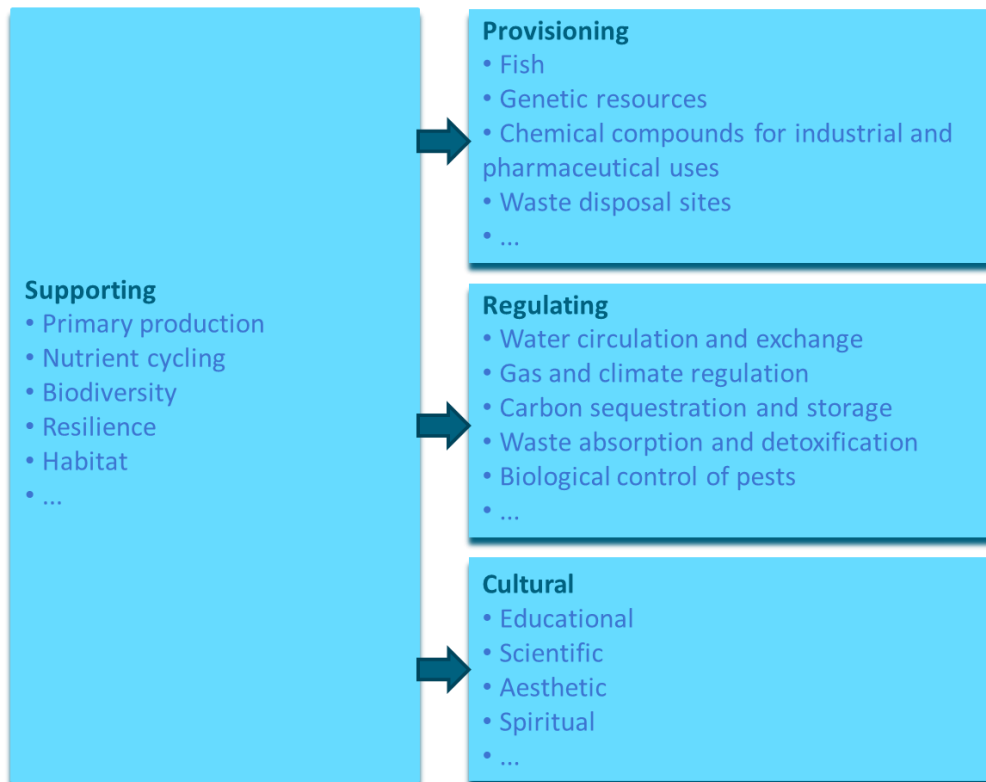 Supporting
• Primary production
• Nutrient cycling
• Biodiversity
• Resilience
• Habitat
• ...
Provisioning
• Fish
• Genetic resources
• Chemical compounds for industrial and
pharmaceutical uses
• Waste disposal sites
• ...
Regulating
• Water circulation and exchange
• Gas and climate regulation
• Carbon sequestration and storage
• Waste absorption and detoxification
• Biological control of pests
• ...
Cultural
• Educational
• Scientific
• Aesthetic
• Spiritual
• ...